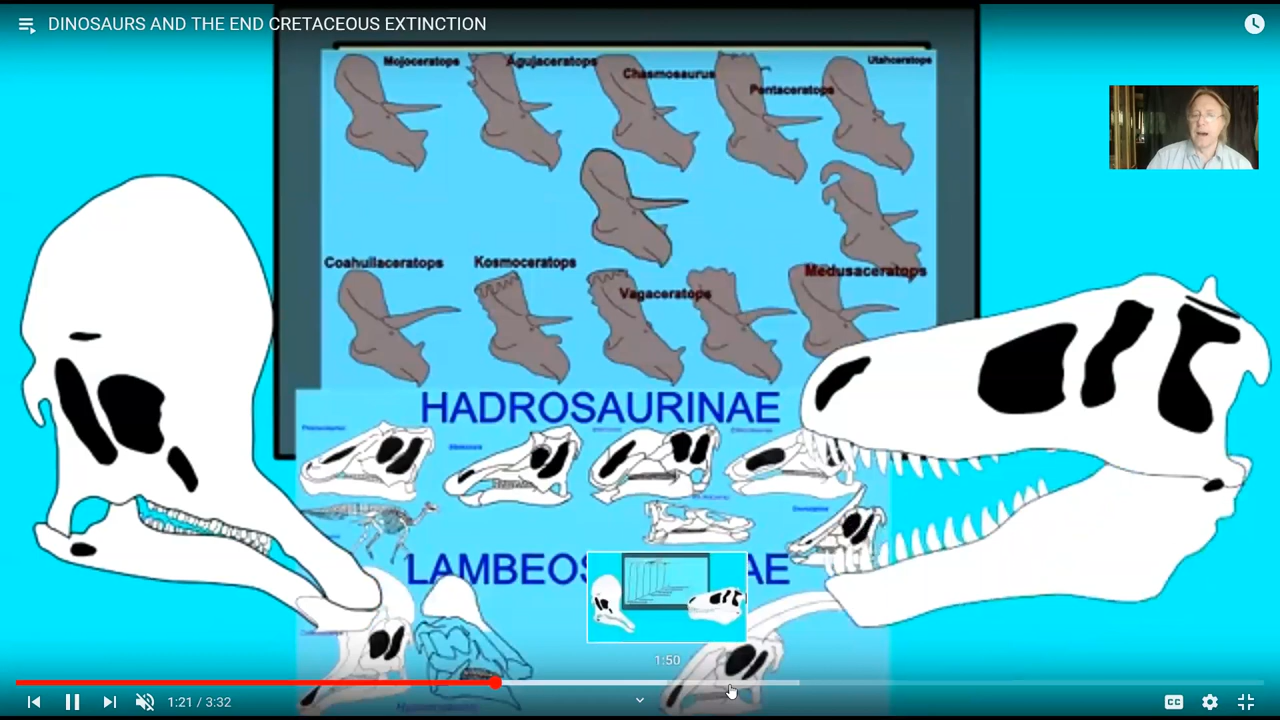 DINOSAURS AND THE END CRETACEOUS EXTINCTION
Mojoceratops
Agujaceratops
Chasmosaurus
Pentaceratops
Utahceratops
Coahuilaceratops
Kosmoceratops
Vagaceratops
Medusaceratops
HADROSAURINAE
LAMBEOS AE
1:50
1:21 / 3:32
CC